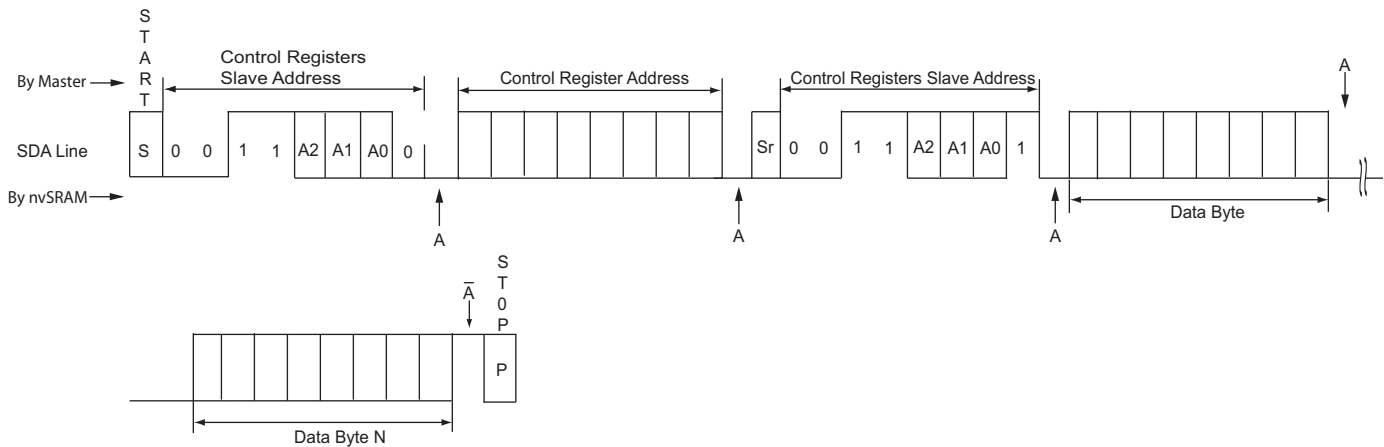 START
Control Registers
Slave Address
By Master
Control Register Address
Control Registers Slave Address
A
SDA Line
S 0 0 1 1 A2 A1 A0 0
Sr 0 0 1 1 A2 A1 A0 1
By nvSRAM
A
A
A
Data Byte
ST0P
A̅
P
Data Byte N